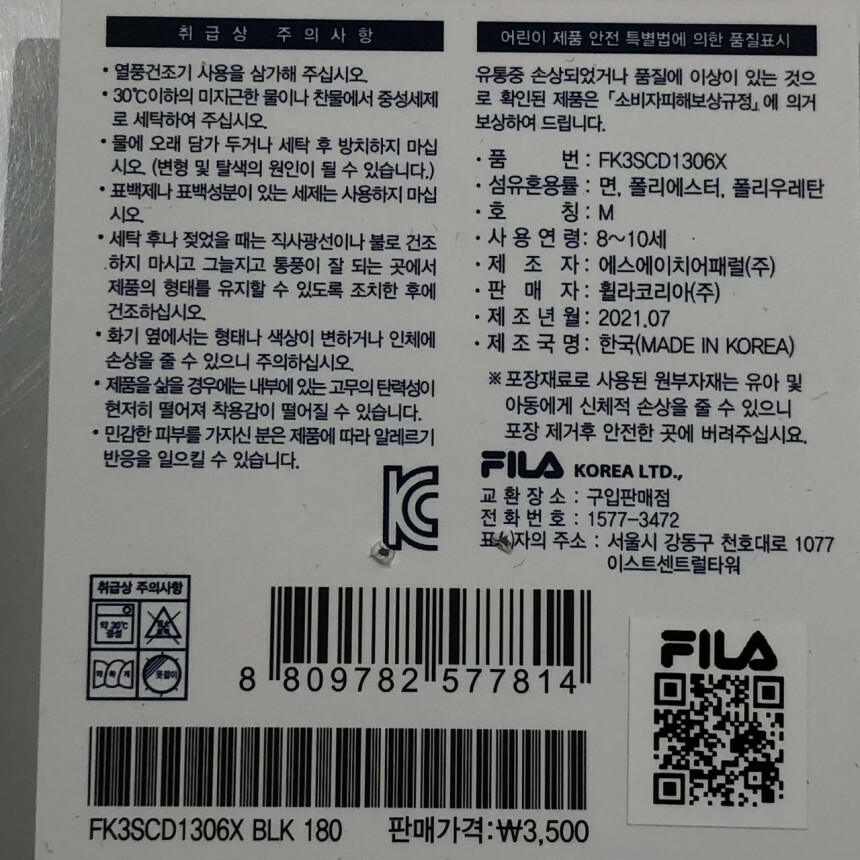 취급상 주의사항
• 열풍건조기 사용을 삼가해 주십시오.
• 30℃이하의 미지근한 물이나 찬물에서 중성세제
로 세탁하여 주십시오.
• 물에 오래 담가 두거나 세탁 후 방치하지 마십
시오. (변형 및 탈색의 원인이 될 수 있습니다.)
• 표백제나 표백성분이 있는 세제는 사용하지 마십
시오.
• 세탁 후나 젖었을 때는 직사광선이나 불로 건조
하지 마시고 그늘지고 통풍이 잘 되는 곳에서
제품의 형태를 유지할 수 있도록 조치한 후에
건조하십시오.
• 화기 옆에서는 형태나 색상이 변하거나 인체에
손상을 줄 수 있으니 주의하십시오.
• 제품을 삶을 경우에는 내부에 있는 고무의 탄력성이
현저히 떨어져 착용감이 떨어질 수 있습니다.
• 민감한 피부를 가지신 분은 제품에 따라 알레르기
반응을 일으킬 수 있습니다.
KC
어린이 제품 안전 특별법에 의한 품질표시
유통중 손상되었거나 품질에 이상이 있는 것으
로 확인된 제품은 「소비자피해보상규정」에 의거
보상하여 드립니다.
· 품 번 : FK3SCD1306X
· 섬유혼용률 : 면, 폴리에스터, 폴리우레탄
· 호 칭 : M
· 사용연령 : 8~10세
· 제조자 : 에스에이치어패럴(주)
· 판매자 : 휠라코리아(주)
· 제조년월 : 2021.07
· 제조국명 : 한국(MADE IN KOREA)
※ 포장재료로 사용된 원부자재는 유아 및
아동에게 신체적 손상을 줄 수 있으니
포장 제거후 안전한 곳에 버려주십시요.
FILA KOREA LTD.,
교환장소 : 구입판매점
전화번호 : 1577-3472
자의 주소 : 서울시 강동구 천호대로 1077
이스트센트럴타워
취급상 주의사항
약 30℃
중성
약하게
옷걸이
8 809782 577814
FILA
FK3SCD1306X BLK 180 판매가격:₩3,500